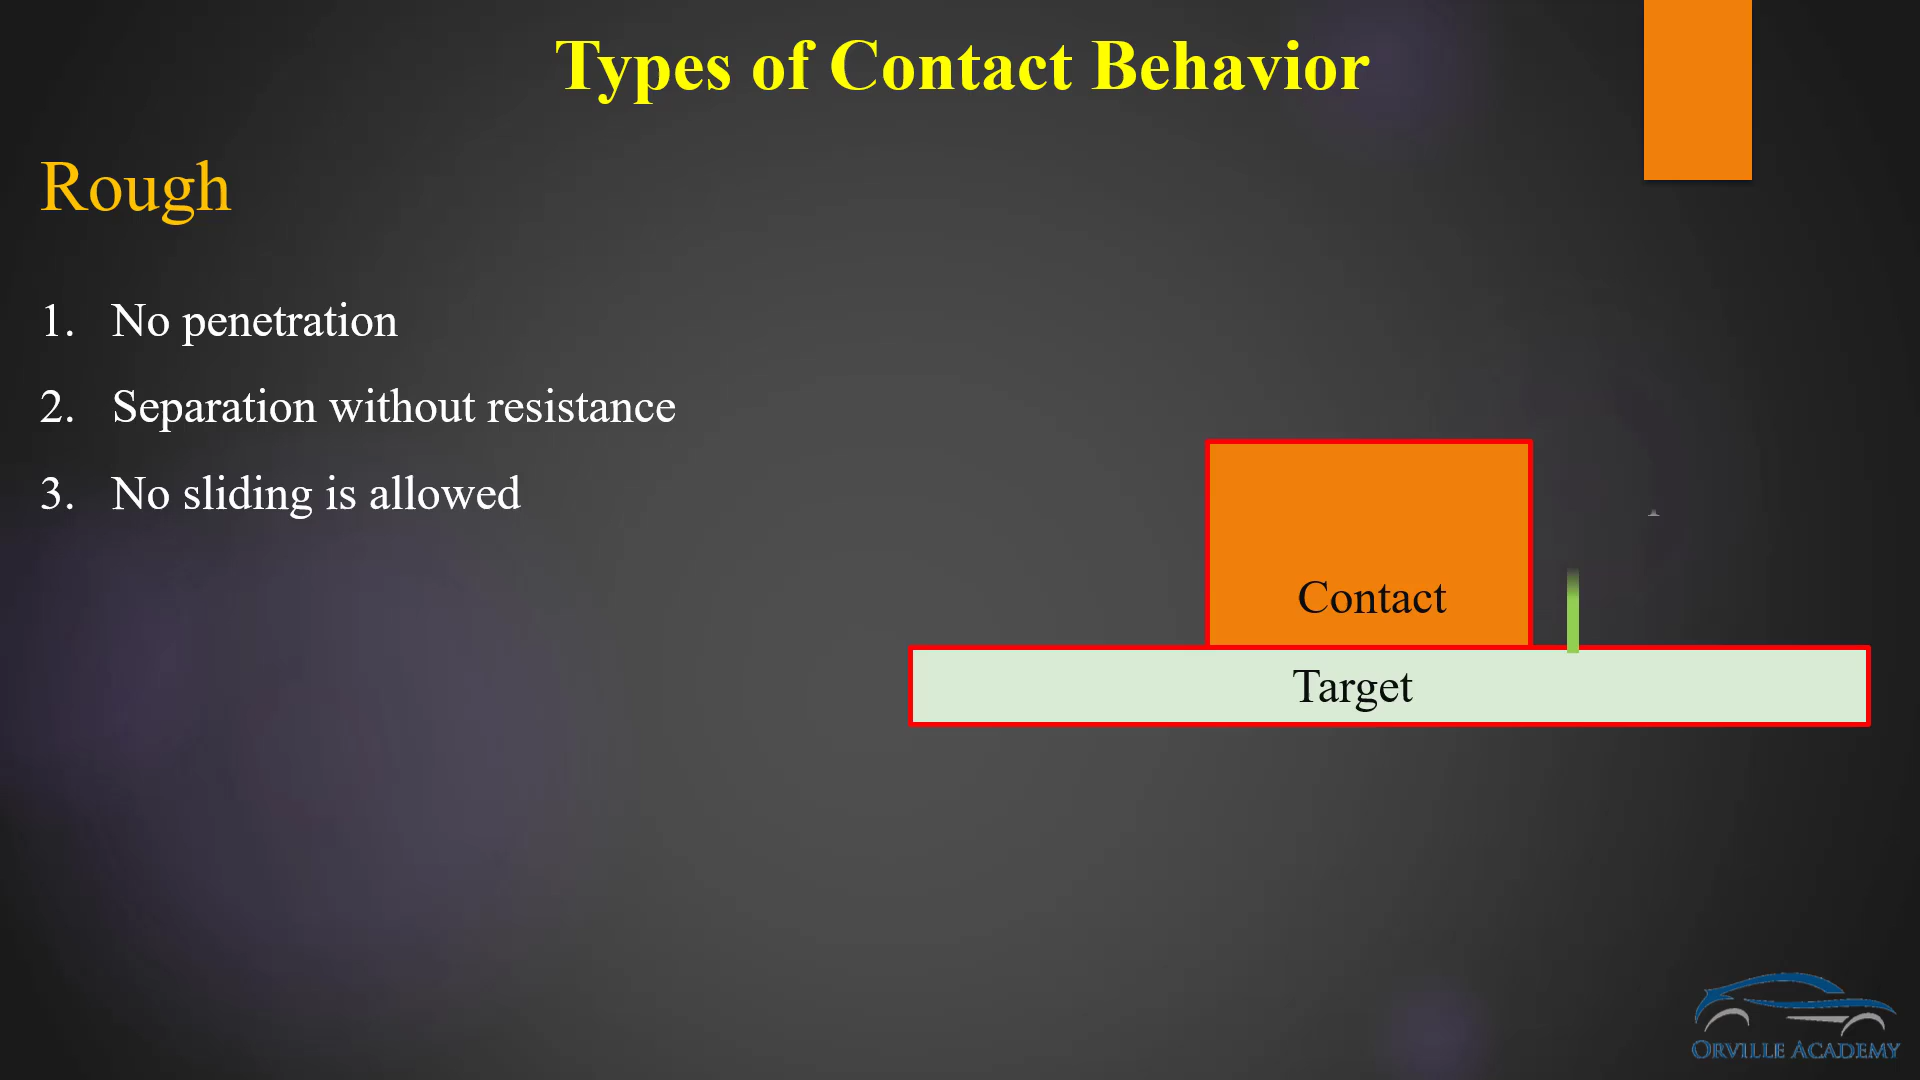 Types of Contact Behavior
Rough
1. No penetration
2. Separation without resistance
3. No sliding is allowed
Contact
Target
ORVILLE ACADEMY